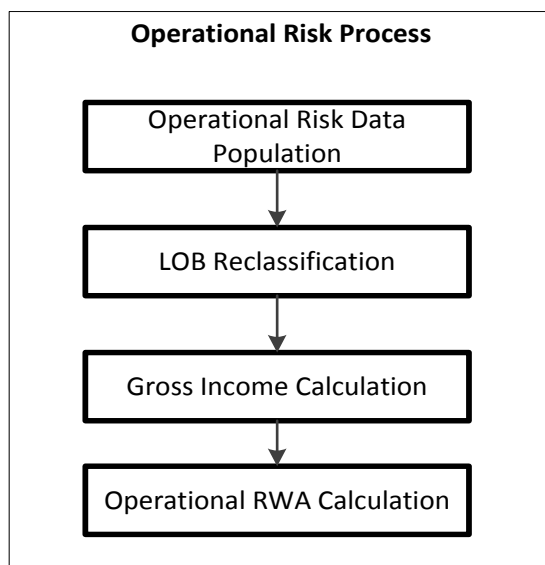 Operational Risk Process
Operational Risk Data
Population
LOB Reclassification
Gross Income Calculation
Operational RWA Calculation